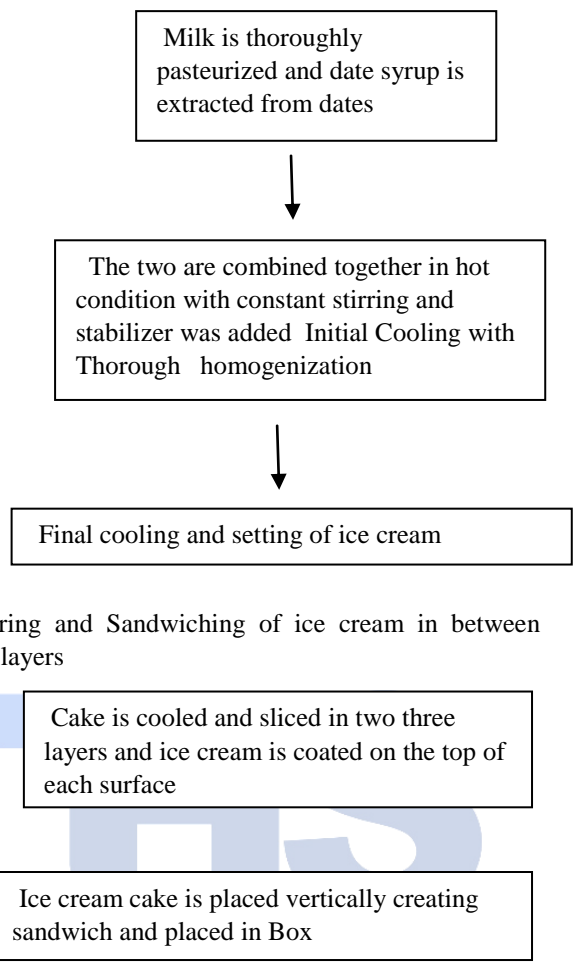 Milk is thoroughly
pasteurized and date syrup is
extracted from dates
The two are combined together in hot
condition with constant stirring and
stabilizer was added Initial Cooling with
Thorough homogenization
Final cooling and setting of ice cream
and Sandwiching of ice cream in between
layers
Cake is cooled and sliced in two three
layers and ice cream is coated on the top of
each surface
Ice cream cake is placed vertically creating
sandwich and placed in Box